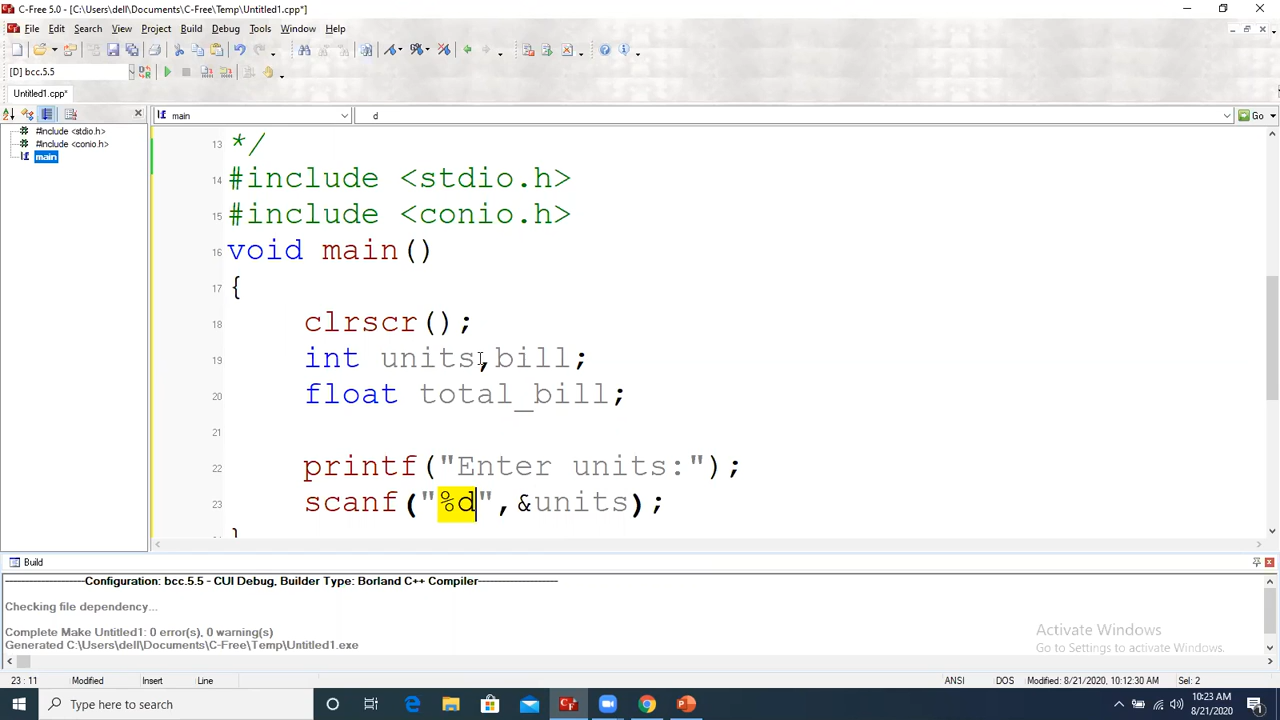 C-Free 5.0 - [C:\Users\dell\Documents\C-Free\Temp\Untitled1.cpp*]
File Edit Search View Project Build Debug Tools Window Help
[D] bcc.5.5
Untitled1.cpp*
main
d
Go
#include <stdio.h>
#include <conio.h>
main
13 */
14 #include <stdio.h>
15 #include <conio.h>
16 void main()
17 {
18 clrscr();
19 int units,bill;
20 float total_bill;
21
22 printf("Enter units:");
23 scanf("%d",&units);
}
Build
--------------------Configuration: bcc.5.5 - CUI Debug, Builder Type: Borland C++ Compiler--------------------
Checking file dependency...
Complete Make Untitled1: 0 error(s), 0 warning(s)
Generated C:\Users\dell\Documents\C-Free\Temp\Untitled1.exe
Activate Windows
Go to Settings to activate Windows.
23 : 11 Modified Insert Line ANSI DOS Modified: 8/21/2020, 10:12:30 AM Sel: 2
Type here to search
10:23 AM
8/21/2020